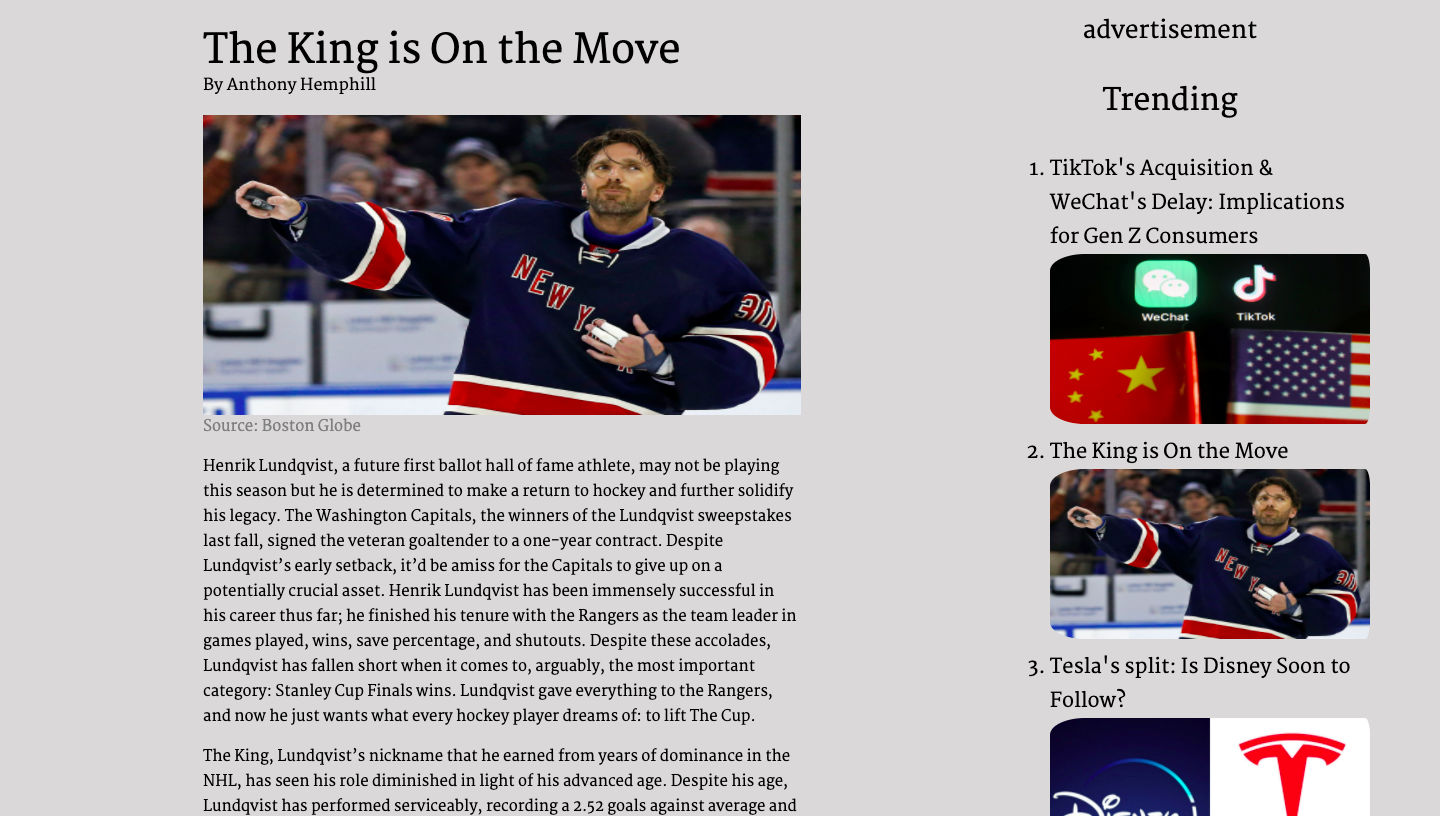 The King is On the Move
By Anthony Hemphill
NEW Y
30
Source: Boston Globe
Henrik Lundqvist, a future first ballot hall of fame athlete, may not be playing
this season but he is determined to make a return to hockey and further solidify
his legacy. The Washington Capitals, the winners of the Lundqvist sweepstakes
last fall, signed the veteran goaltender to a one-year contract. Despite
Lundqvist’s early setback, it’d be amiss for the Capitals to give up on a
potentially crucial asset. Henrik Lundqvist has been immensely successful in
his career thus far; he finished his tenure with the Rangers as the team leader in
games played, wins, save percentage, and shutouts. Despite these accolades,
Lundqvist has fallen short when it comes to, arguably, the most important
category: Stanley Cup Finals wins. Lundqvist gave everything to the Rangers,
and now he just wants what every hockey player dreams of: to lift The Cup.
The King, Lundqvist’s nickname that he earned from years of dominance in the
NHL, has seen his role diminished in light of his advanced age. Despite his age,
Lundqvist has performed serviceably, recording a 2.52 goals against average and
advertisement
Trending
1. TikTok's Acquisition &
WeChat's Delay: Implications
for Gen Z Consumers
WeChat TikTok
2. The King is On the Move
NEW Y
30
3. Tesla's split: Is Disney Soon to
Follow?
Disney